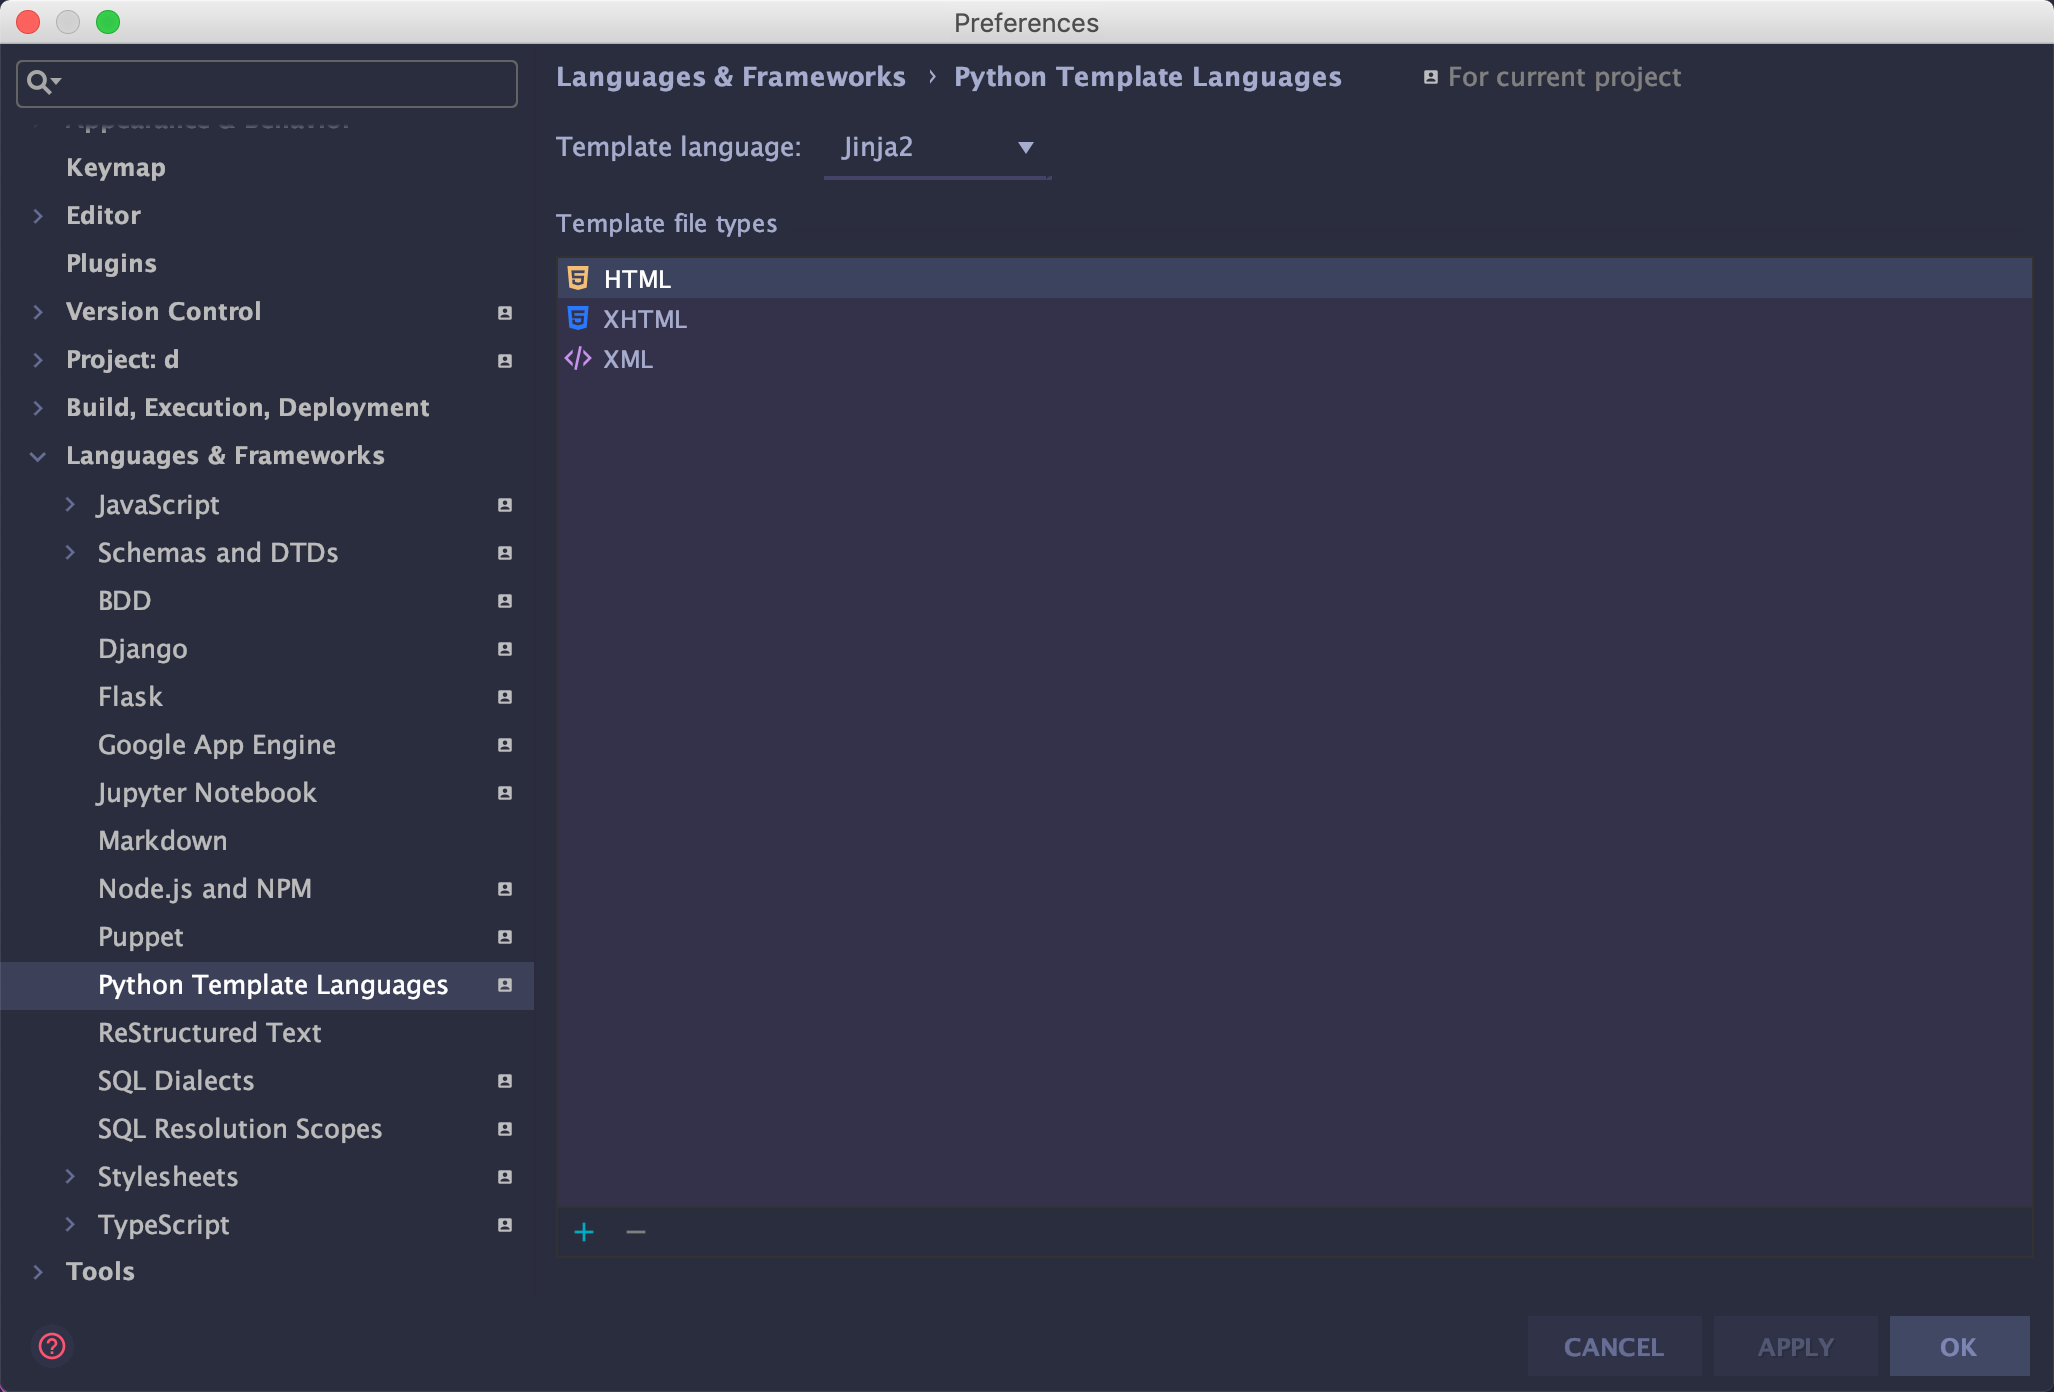 Preferences
Languages & Frameworks › Python Template Languages
For current project
Template language: Jinja2
Template file types
HTML
XHTML
XML
Appearance & Behavior
Keymap
Editor
Plugins
Version Control
Project: d
Build, Execution, Deployment
Languages & Frameworks
JavaScript
Schemas and DTDs
BDD
Django
Flask
Google App Engine
Jupyter Notebook
Markdown
Node.js and NPM
Puppet
Python Template Languages
ReStructured Text
SQL Dialects
SQL Resolution Scopes
Stylesheets
TypeScript
Tools
CANCEL
APPLY
OK